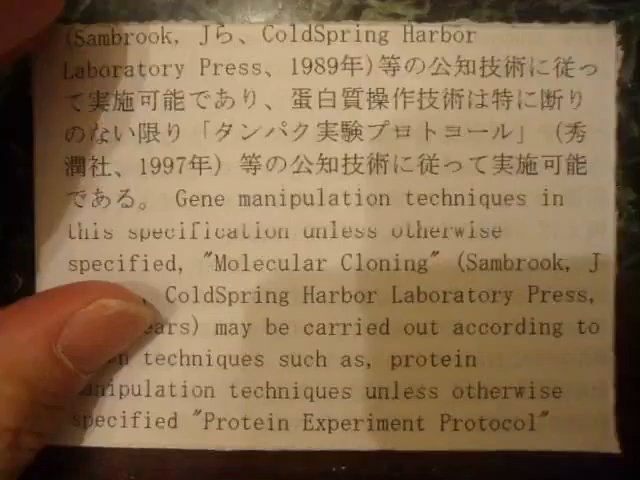 (Sambrook, Jら、ColdSpring Harbor
Laboratory Press、1989年)等の公知技術に従っ
て実施可能であり、蛋白質操作技術は特に断り
のない限り「タンパク実験プロトコール」(秀
潤社、1997年) 等の公知技術に従って実施可能
である。 Gene manipulation techniques in
this specification unless otherwise
specified, "Molecular Cloning" (Sambrook, J
, ColdSpring Harbor Laboratory Press,
ears) may be carried out according to
techniques such as, protein
manipulation techniques unless otherwise
specified "Protein Experiment Protocol"